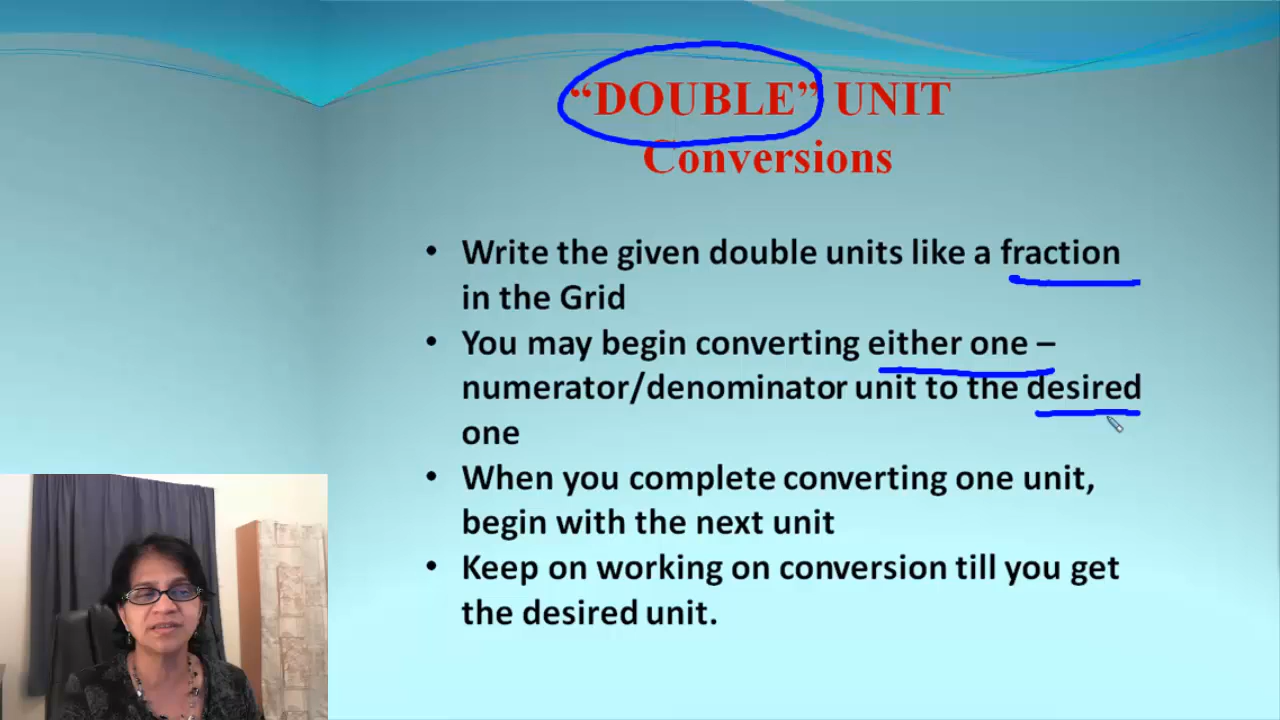 “DOUBLE” UNIT
Conversions
• Write the given double units like a fraction
in the Grid
• You may begin converting either one –
numerator/denominator unit to the desired
one
• When you complete converting one unit,
begin with the next unit
• Keep on working on conversion till you get
the desired unit.